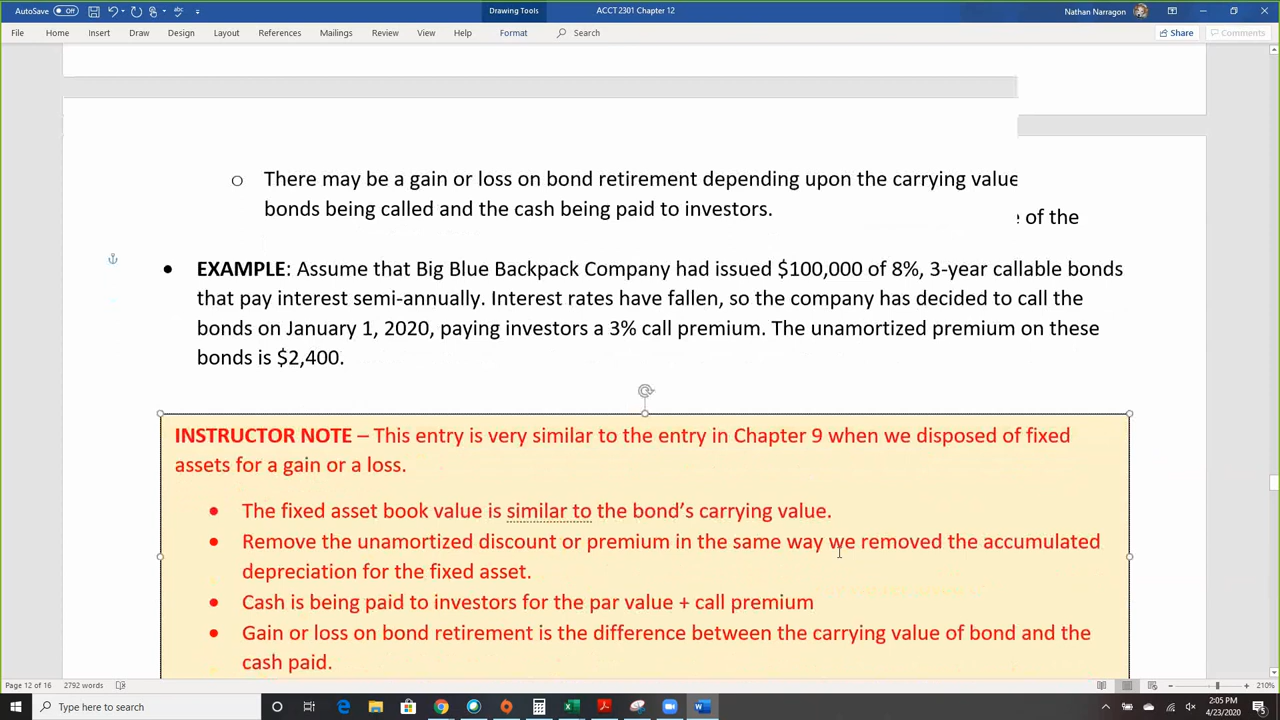 AutoSave Off
Drawing Tools
ACCT 2301 Chapter 12
Nathan Narragon
File Home Insert Draw Design Layout References Mailings Review View Help Format Search Share Comments
o There may be a gain or loss on bond retirement depending upon the carrying value
bonds being called and the cash being paid to investors.
e of the
• EXAMPLE: Assume that Big Blue Backpack Company had issued $100,000 of 8%, 3-year callable bonds
that pay interest semi-annually. Interest rates have fallen, so the company has decided to call the
bonds on January 1, 2020, paying investors a 3% call premium. The unamortized premium on these
bonds is $2,400.
INSTRUCTOR NOTE – This entry is very similar to the entry in Chapter 9 when we disposed of fixed
assets for a gain or a loss.
• The fixed asset book value is similar to the bond’s carrying value.
• Remove the unamortized discount or premium in the same way we removed the accumulated
depreciation for the fixed asset.
• Cash is being paid to investors for the par value + call premium
• Gain or loss on bond retirement is the difference between the carrying value of bond and the
cash paid.
Page 12 of 16 2792 words 210%
Type here to search
2:05 PM
4/23/2020